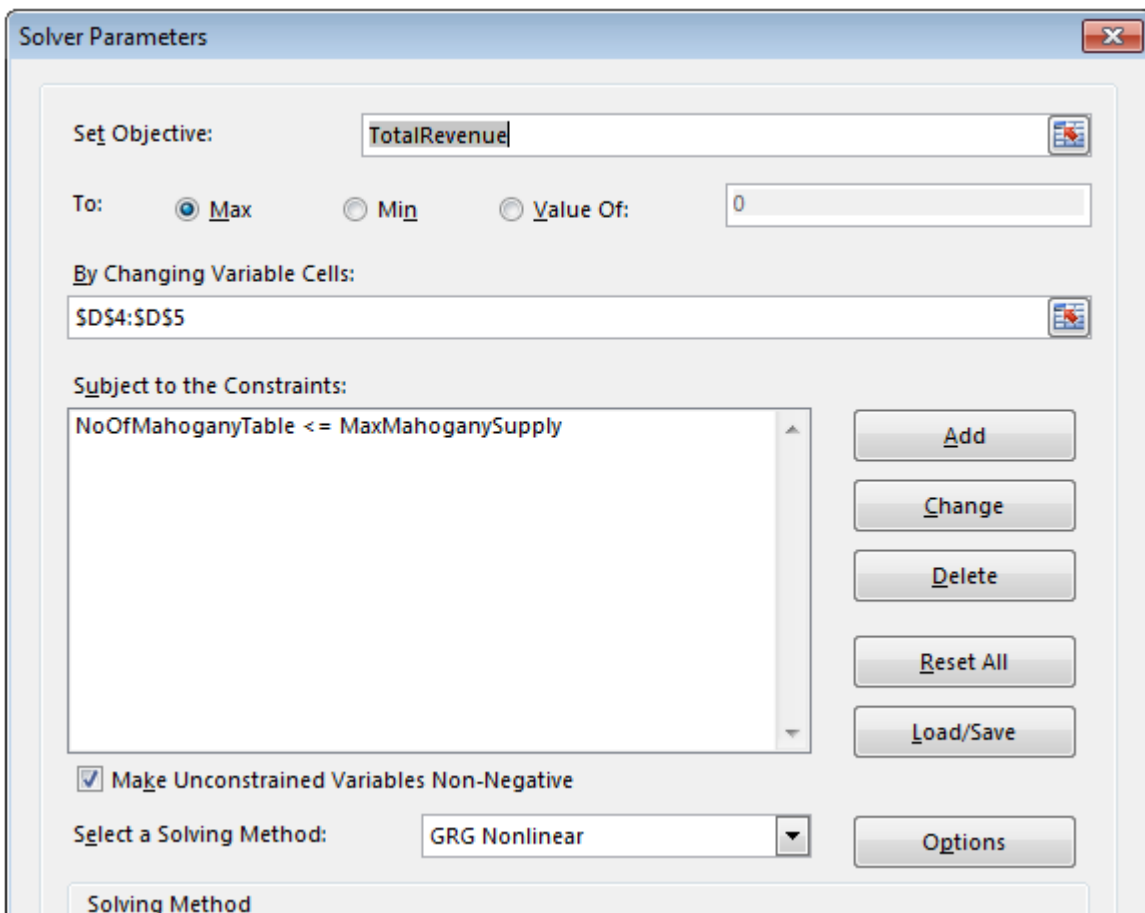 Solver Parameters
Set Objective: TotalRevenue
To: Max Min Value Of: 0
By Changing Variable Cells:
$D$4:$D$5
Subject to the Constraints:
NoOfMahoganyTable <= MaxMahoganySupply
Add
Change
Delete
Reset All
Load/Save
Make Unconstrained Variables Non-Negative
Select a Solving Method: GRG Nonlinear Options
Solving Method